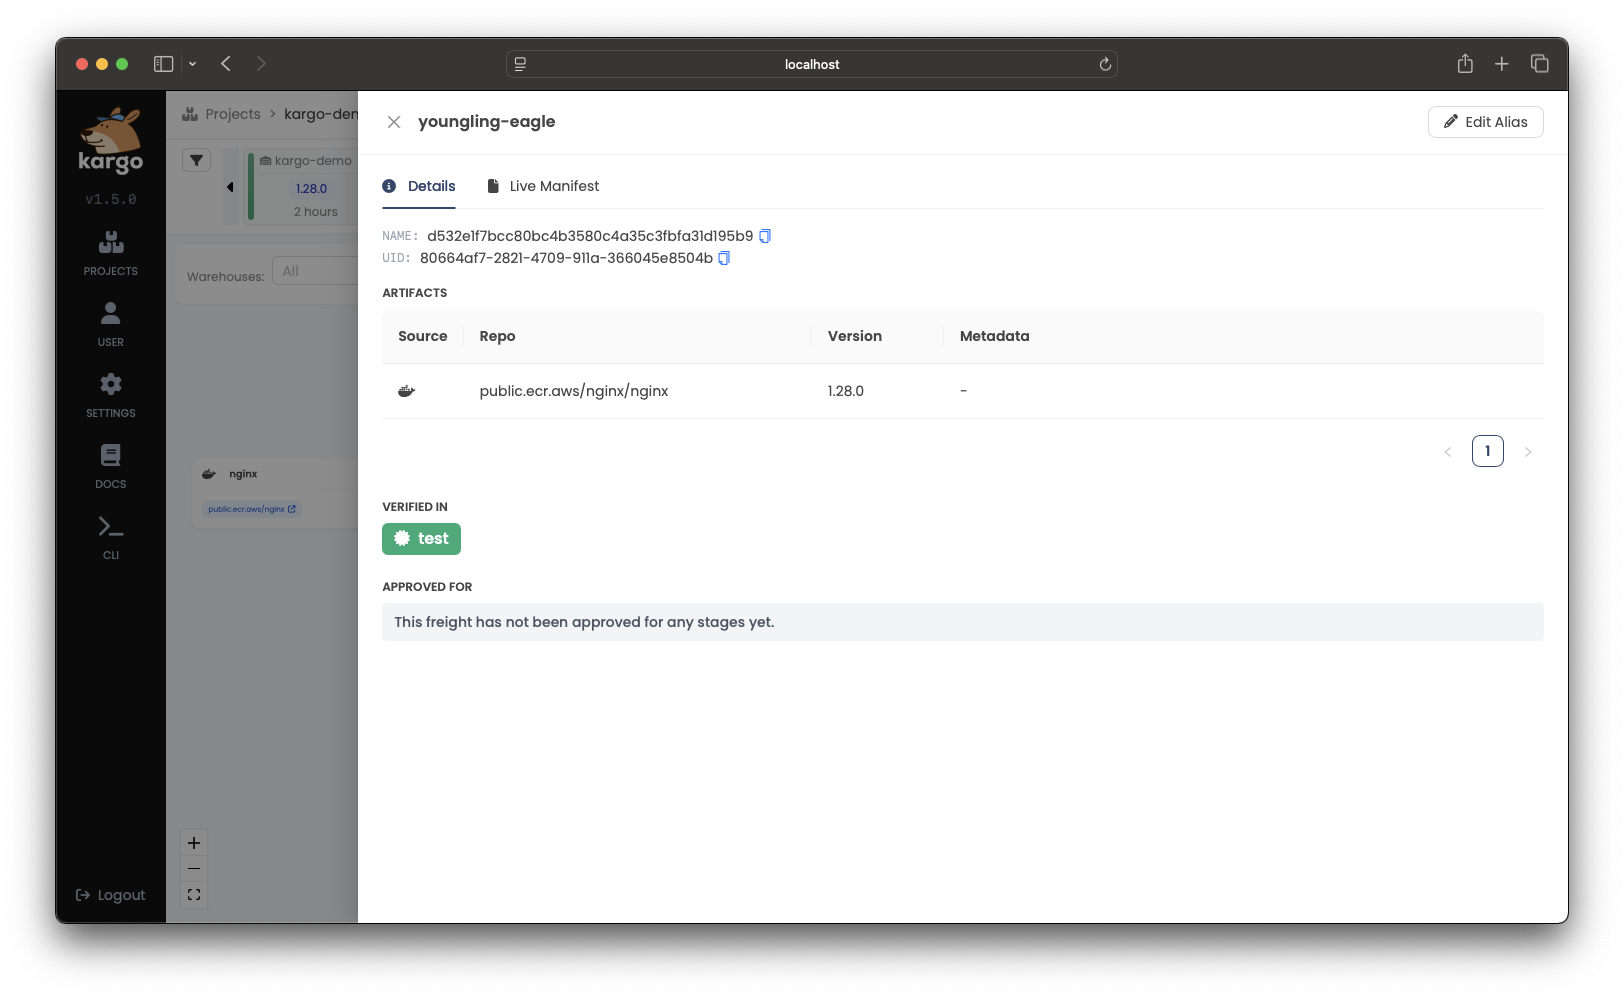 localhost
kargo
v1.5.0
PROJECTS
USER
SETTINGS
DOCS
CLI
Logout
Projects > kargo-dem
kargo-demo
1.28.0
2 hours
Warehouses: All
nginx
public.ecr.aws/nginx
youngling-eagle
Edit Alias
Details
Live Manifest
NAME: d532e1f7bcc80bc4b3580c4a35c3fbfa31d195b9
UID: 80664af7-2821-4709-911a-366045e8504b
ARTIFACTS
Source Repo Version Metadata
public.ecr.aws/nginx/nginx 1.28.0 -
< 1 >
VERIFIED IN
test
APPROVED FOR
This freight has not been approved for any stages yet.